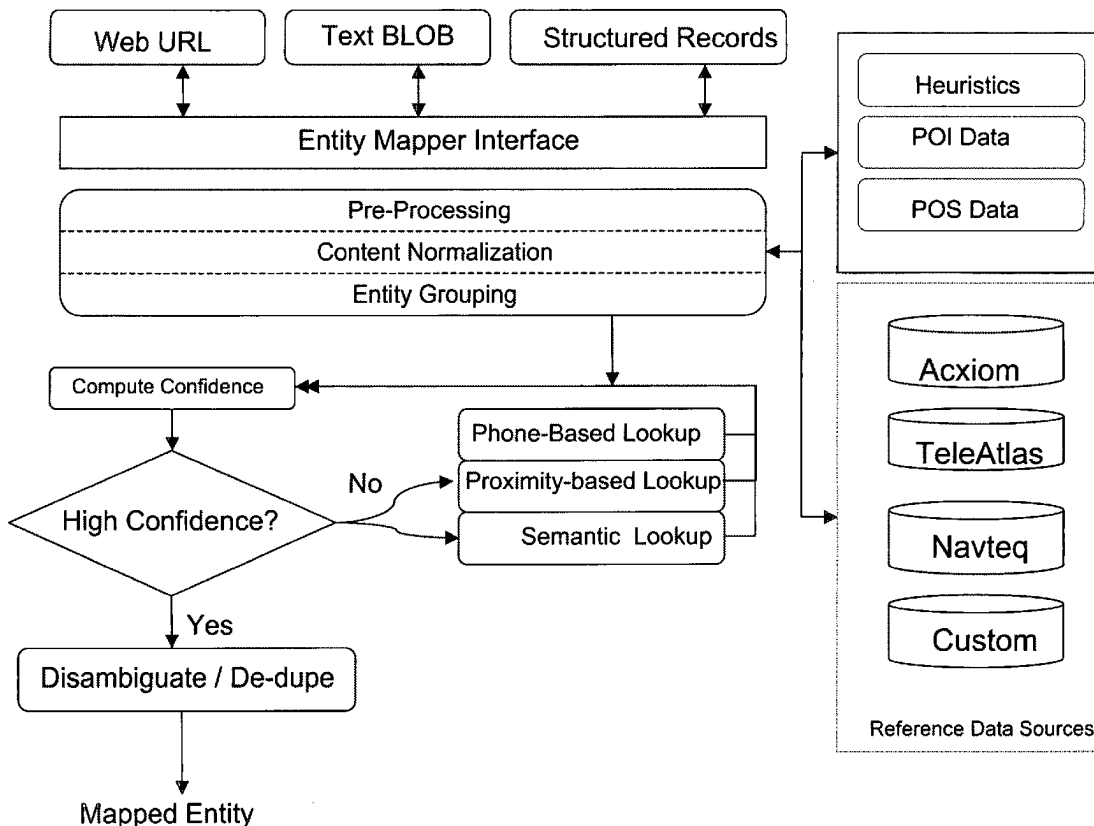 Web URL
Text BLOB
Structured Records
Entity Mapper Interface
Pre-Processing
Content Normalization
Entity Grouping
Heuristics
POI Data
POS Data
Compute Confidence
Phone-Based Lookup
Proximity-based Lookup
Semantic Lookup
No
High Confidence?
Yes
Disambiguate / De-dupe
Mapped Entity
Acxiom
TeleAtlas
Navteq
Custom
Reference Data Sources